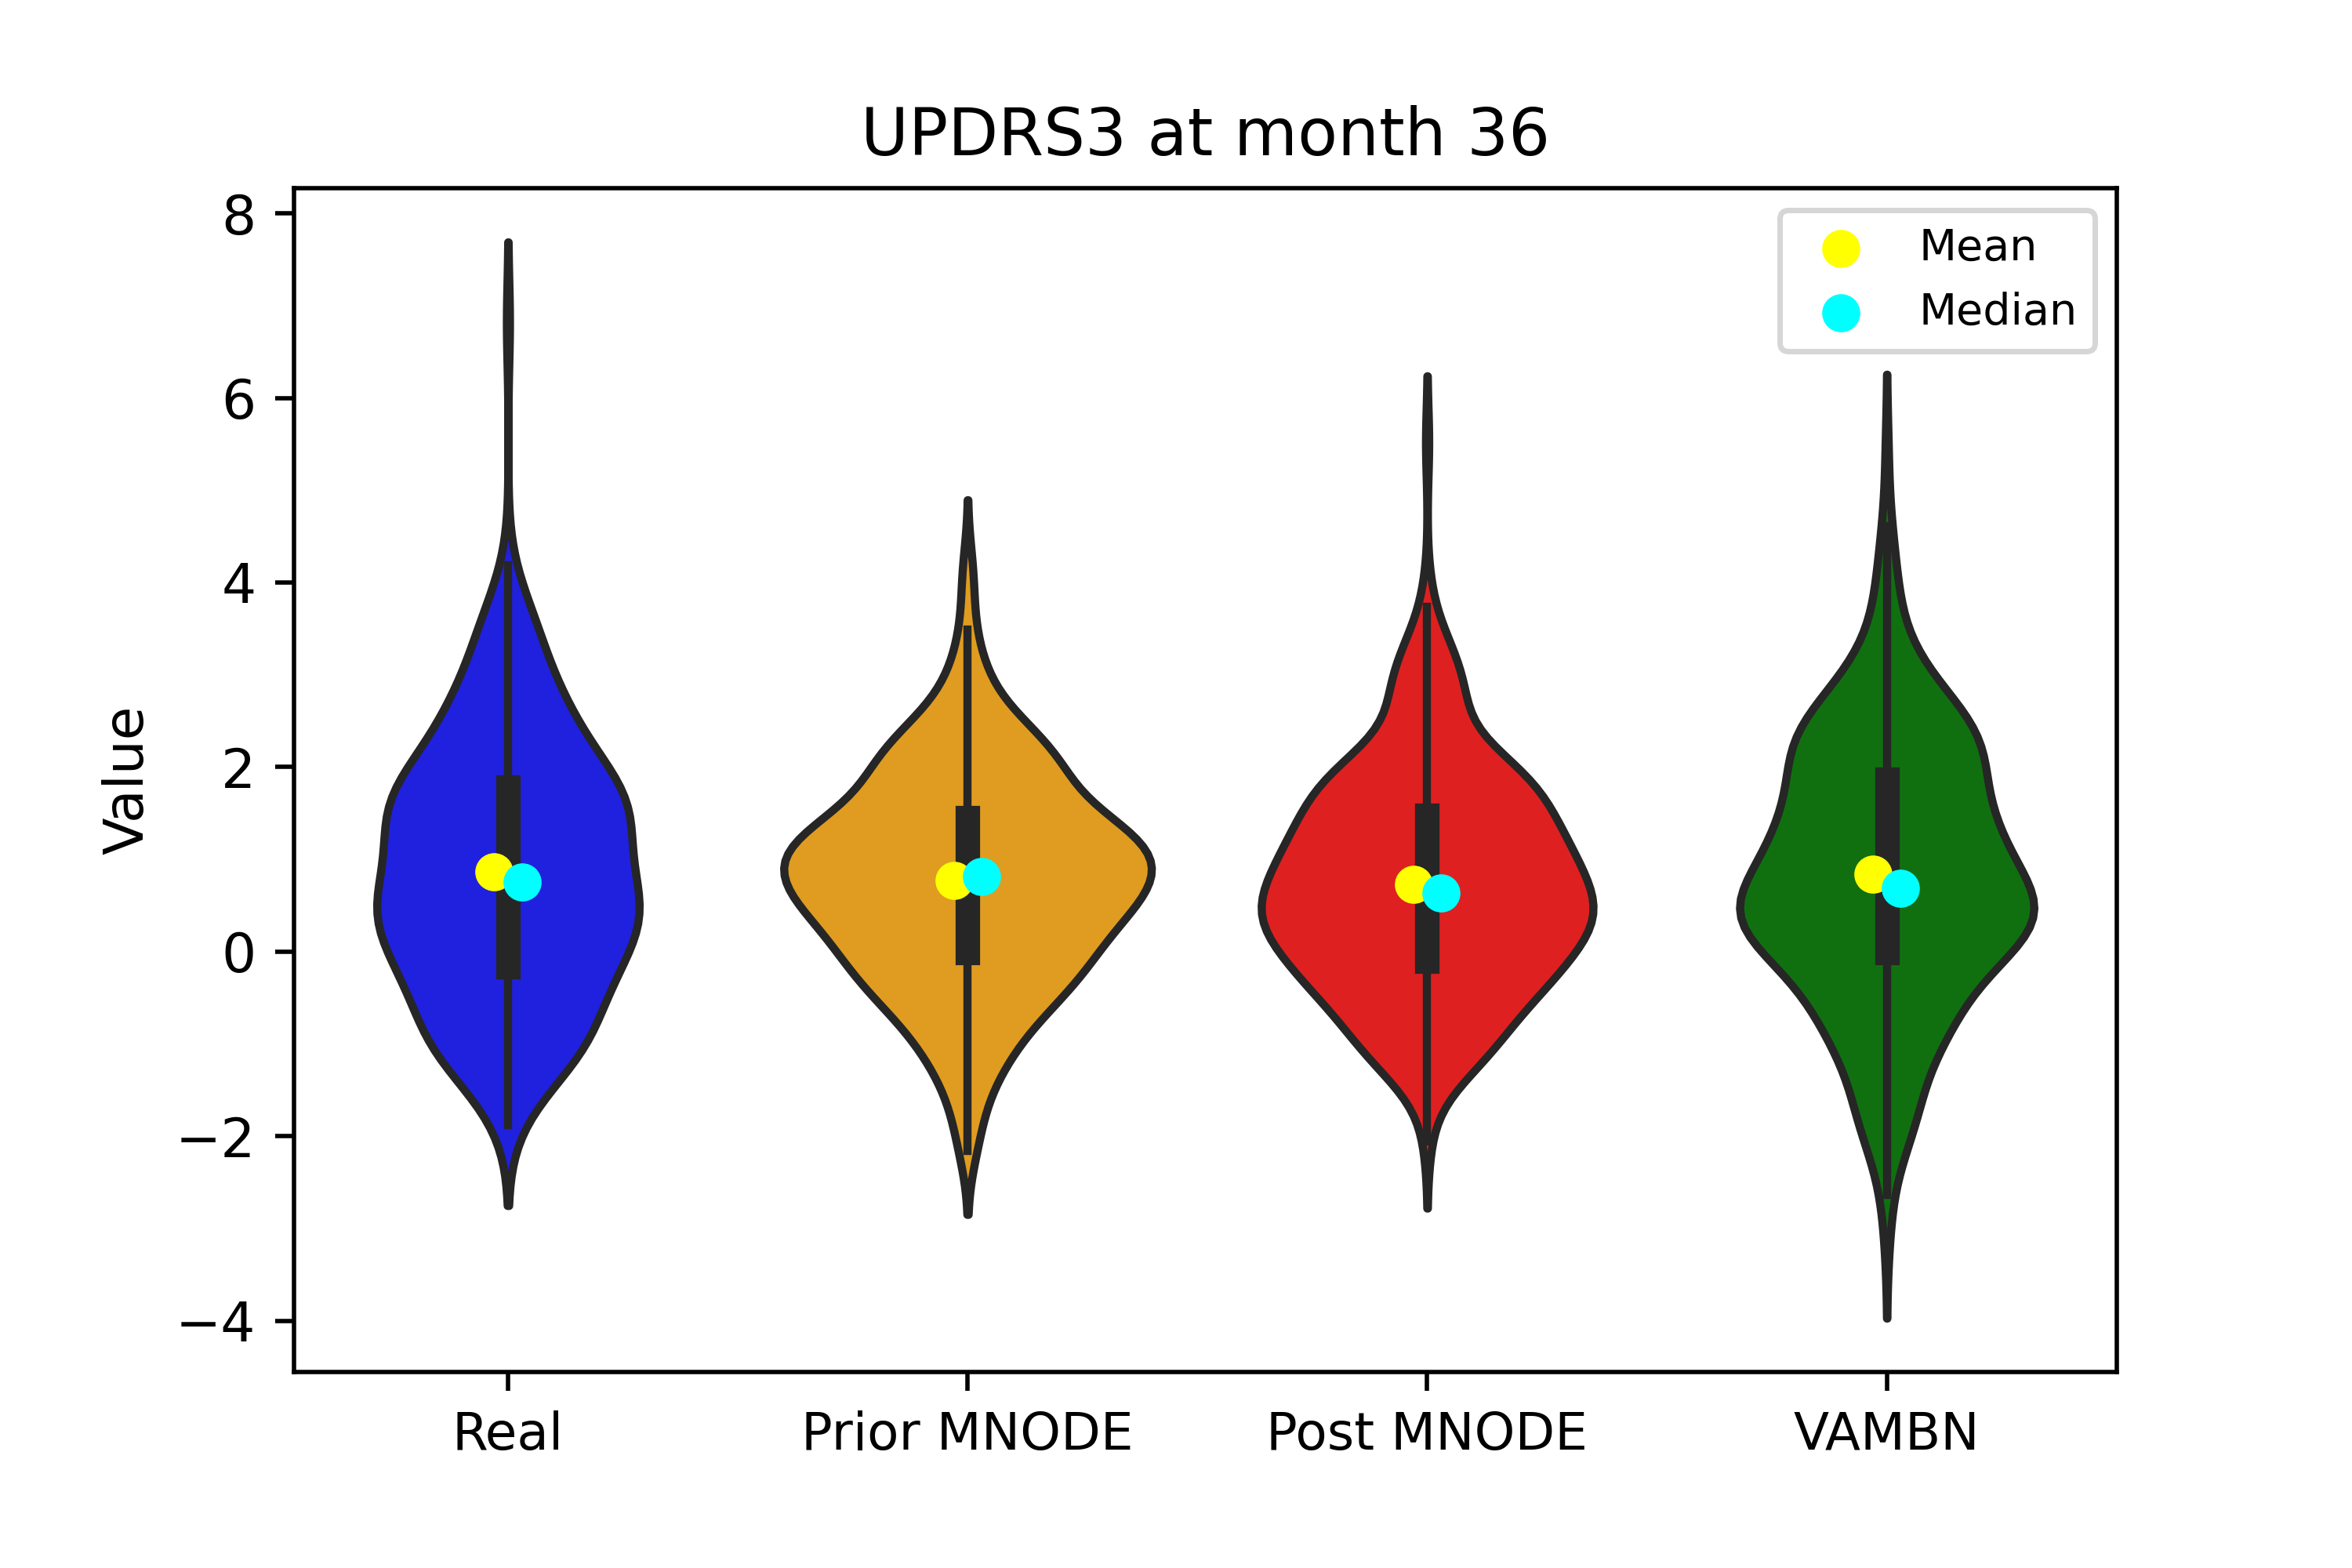 UPDRS3 at month 36
Mean
Median
Value
8
6
4
2
0
−2
−4
Real
Prior MNODE
Post MNODE
VAMBN